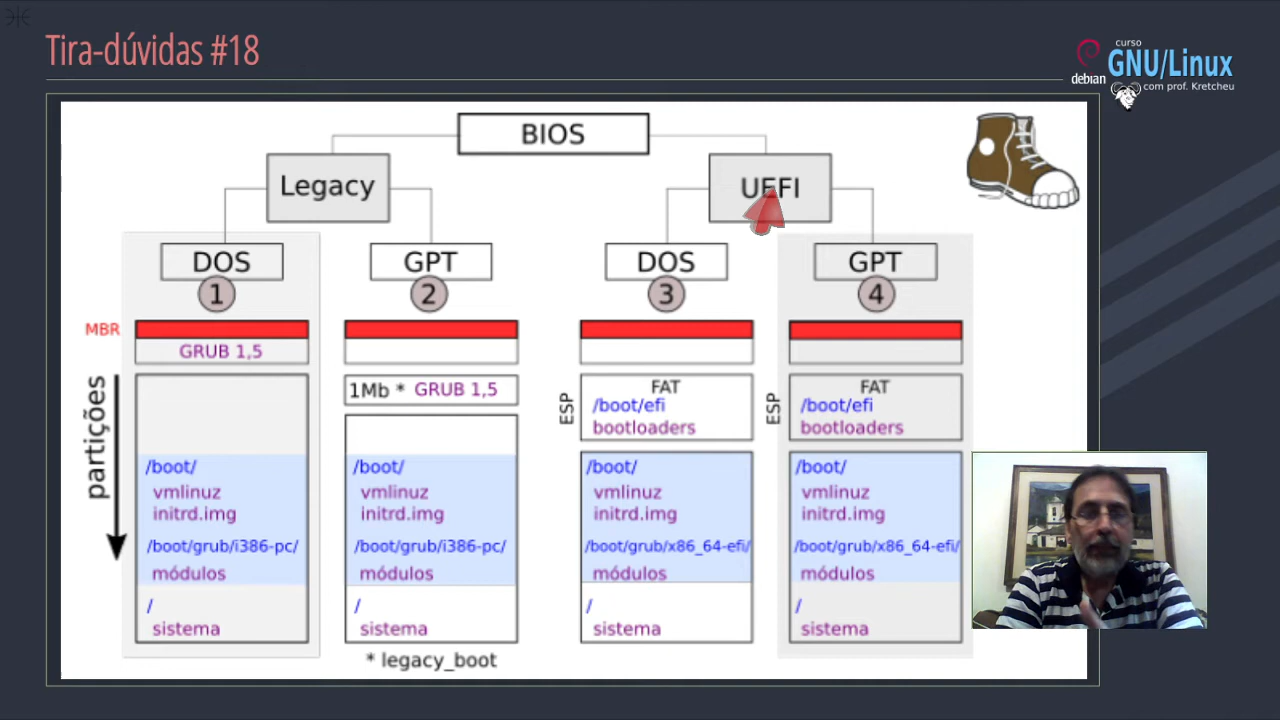 Tira-dúvidas #18
curso
GNU/Linux
debian
com prof. Kretcheu
BIOS
Legacy
UEFI
DOS
GPT
DOS
GPT
1
2
3
4
MBR
GRUB 1,5
partições
/boot/
vmlinuz
initrd.img
/boot/grub/i386-pc/
módulos
/
sistema
1Mb * GRUB 1,5
/boot/
vmlinuz
initrd.img
/boot/grub/i386-pc/
módulos
/
sistema
* legacy_boot
ESP
FAT
/boot/efi
bootloaders
/boot/
vmlinuz
initrd.img
/boot/grub/x86_64-efi/
módulos
/
sistema
ESP
FAT
/boot/efi
bootloaders
/boot/
vmlinuz
initrd.img
/boot/grub/x86_64-efi/
módulos
/
sistema